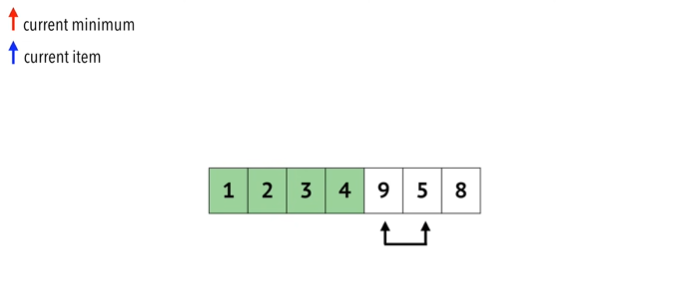 current minimum
current item
1 2 3 4 9 5 8